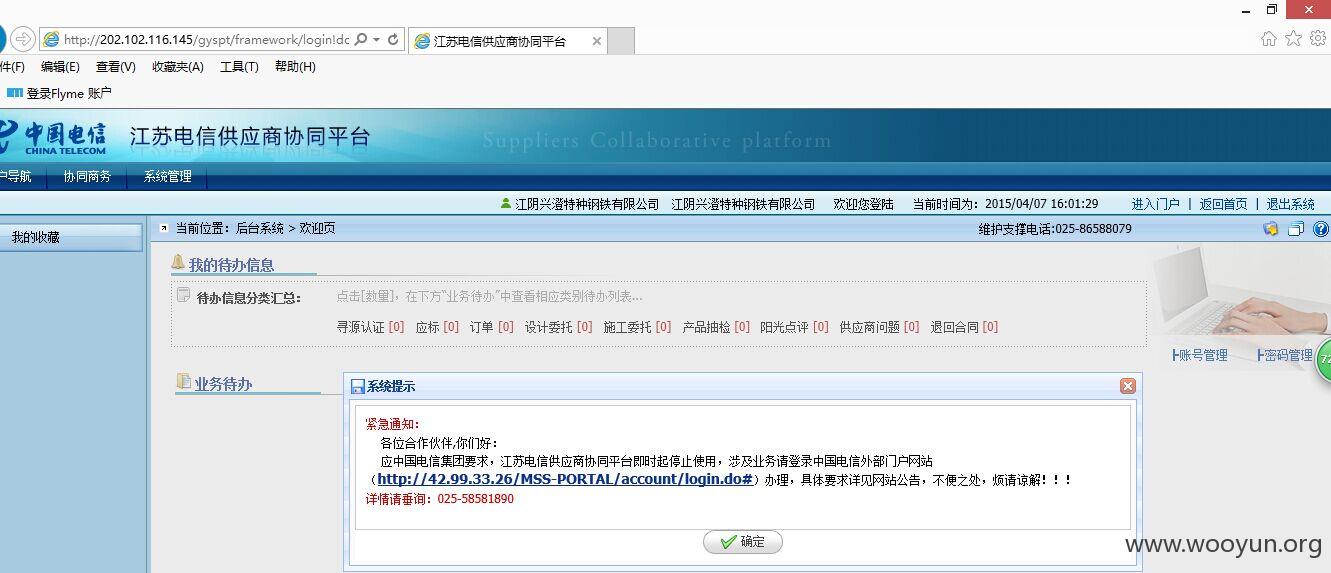 http://202.102.116.145/gyspt/framework/login!dc
江苏电信供应商协同平台
件(F) 编辑(E) 查看(V) 收藏夹(A) 工具(T) 帮助(H)
登录Flyme 账户
中国电信
CHINA TELECOM
江苏电信供应商协同平台
Suppliers Collaborative platform
户导航 协同商务 系统管理
江阴兴澄特种钢铁有限公司 江阴兴澄特种钢铁有限公司 欢迎您登陆 当前时间为: 2015/04/07 16:01:29 进入门户 | 返回首页 | 退出系统
我的收藏
当前位置: 后台系统 > 欢迎页
维护支撑电话:025-86588079
我的待办信息
待办信息分类汇总:
点击[数量], 在下方“业务待办”中查看相应类别待办列表...
寻源认证 [0] 应标 [0] 订单 [0] 设计委托 [0] 施工委托 [0] 产品抽检 [0] 阳光点评 [0] 供应商问题 [0] 退回合同 [0]
账号管理 密码管理
72
业务待办
系统提示
紧急通知:
各位合作伙伴,你们好:
应中国电信集团要求，江苏电信供应商协同平台即时起停止使用，涉及业务请登录中国电信外部门户网站
（http://42.99.33.26/MSS-PORTAL/account/login.do#）办理，具体要求详见网站公告，不便之处，烦请谅解！！！
详情请垂询: 025-58581890
确定
www.wooyun.org